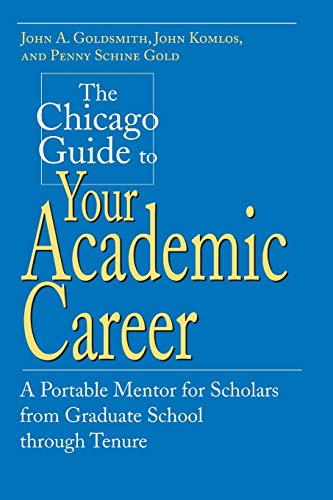 John A. Goldsmith, John Komlos,
and Penny Schine Gold
The
Chicago
Guide to
Your
Academic
Career
A Portable Mentor for Scholars
from Graduate School
through Tenure